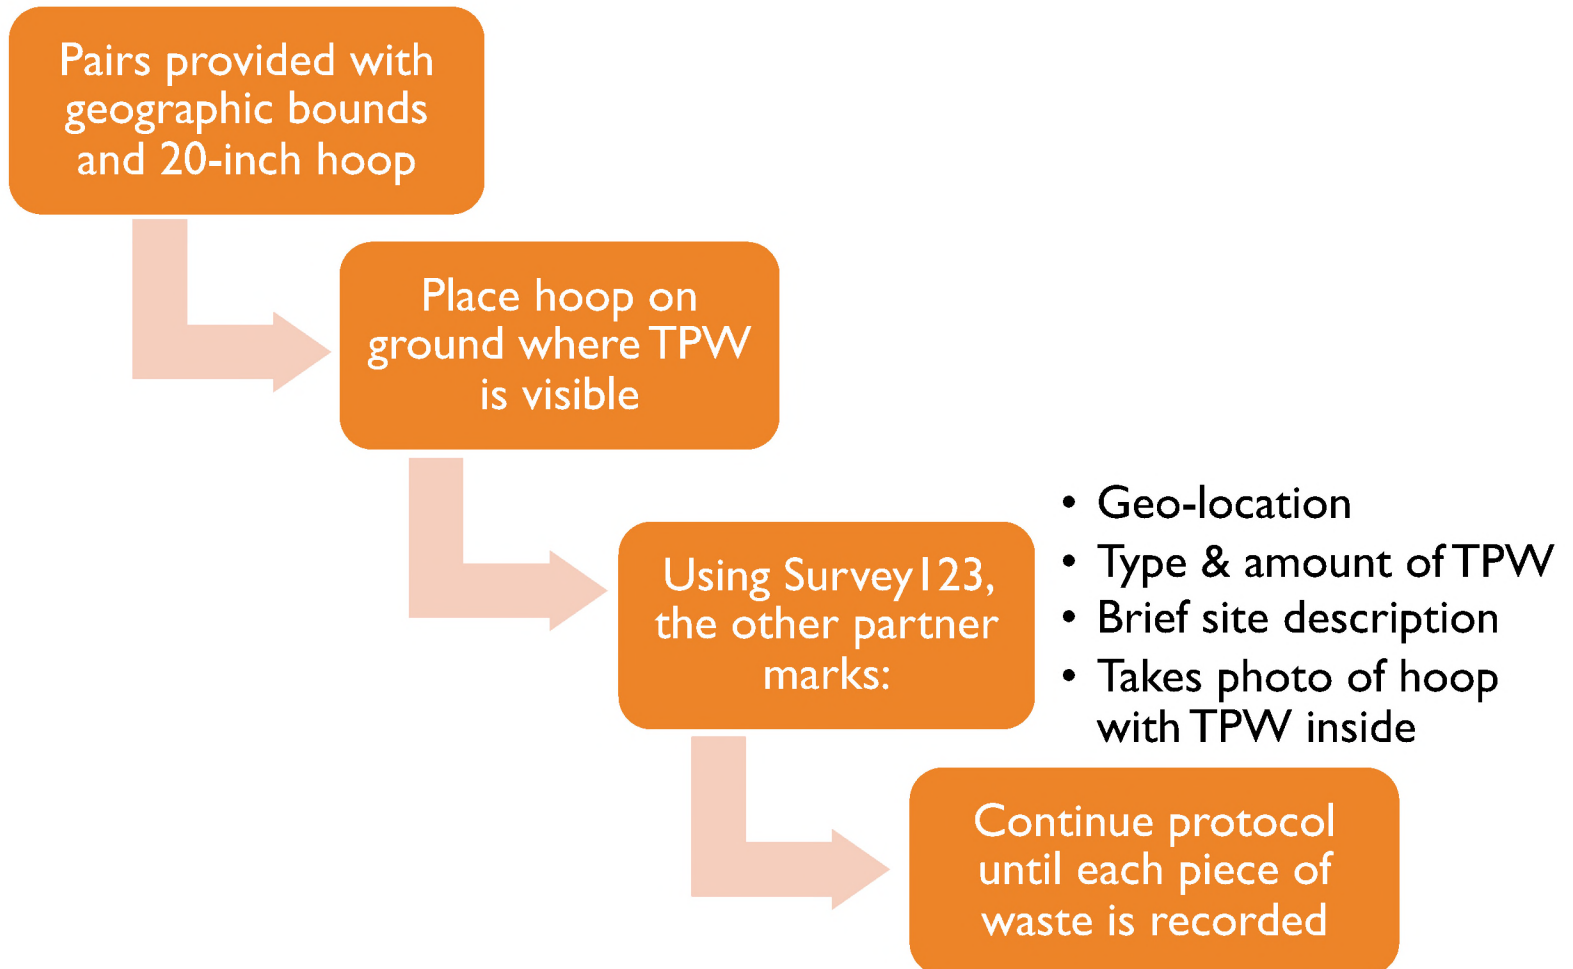 Pairs provided with
geographic bounds
and 20-inch hoop
Place hoop on
ground where TPW
is visible
Using Survey123,
the other partner
marks:
• Geo-location
• Type & amount of TPW
• Brief site description
• Takes photo of hoop
with TPW inside
Continue protocol
until each piece of
waste is recorded